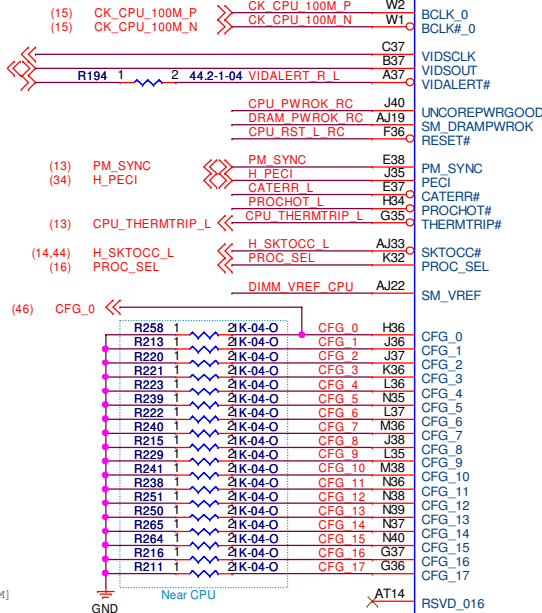 (15) CK_CPU_100M_P CK_CPU_100M_P W2 BCLK_0
(15) CK_CPU_100M_N CK_CPU_100M_N W1 BCLK#_0
C37 VIDSCLK
B37 VIDSOUT
R194 1 2 44.2-1-04 VIDALERT_R_L A37 VIDALERT#
CPU_PWROK_RC J40 UNCOREPWRGOOD
DRAM_PWROK_RC AJ19 SM_DRAMPWROK
CPU_RST_L_RC F36 RESET#
(13) PM_SYNC PM_SYNC E38 PM_SYNC
(34) H_PECI H_PECI J35 PECI
CATERR_L E37 CATERR#
PROCHOT_L H34 PROCHOT#
(13) CPU_THERMTRIP_L CPU_THERMTRIP_L G35 THERMTRIP#
(14,44) H_SKTOCC_L H_SKTOCC_L AJ33 SKTOCC#
(16) PROC_SEL PROC_SEL K32 PROC_SEL
DIMM_VREF_CPU AJ22 SM_VREF
(46) CFG_0
R258 1 2 1K-04-O CFG_0 H36 CFG_0
R213 1 2 1K-04-O CFG_1 J36 CFG_1
R220 1 2 1K-04-O CFG_2 J37 CFG_2
R221 1 2 1K-04-O CFG_3 K36 CFG_3
R223 1 2 1K-04-O CFG_4 L36 CFG_4
R239 1 2 1K-04-O CFG_5 N35 CFG_5
R222 1 2 1K-04-O CFG_6 L37 CFG_6
R240 1 2 1K-04-O CFG_7 M36 CFG_7
R215 1 2 1K-04-O CFG_8 J38 CFG_8
R229 1 2 1K-04-O CFG_9 L35 CFG_9
R241 1 2 1K-04-O CFG_10 M38 CFG_10
R238 1 2 1K-04-O CFG_11 N36 CFG_11
R251 1 2 1K-04-O CFG_12 N38 CFG_12
R250 1 2 1K-04-O CFG_13 N39 CFG_13
R265 1 2 1K-04-O CFG_14 N37 CFG_14
R264 1 2 1K-04-O CFG_15 N40 CFG_15
R216 1 2 1K-04-O CFG_16 G37 CFG_16
R211 1 2 1K-04-O CFG_17 G36 CFG_17
Near CPU AT14 RSVD_016
GND